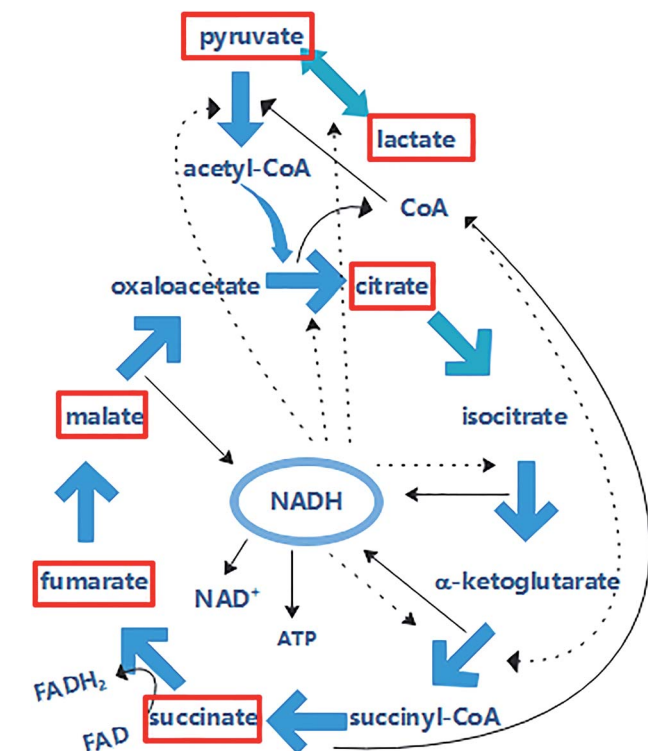 pyruvate
lactate
acetyl-CoA
CoA
oxaloacetate
citrate
malate
isocitrate
NADH
fumarate
α-ketoglutarate
NAD⁺
ATP
FADH₂
succinate
succinyl-CoA
FAD